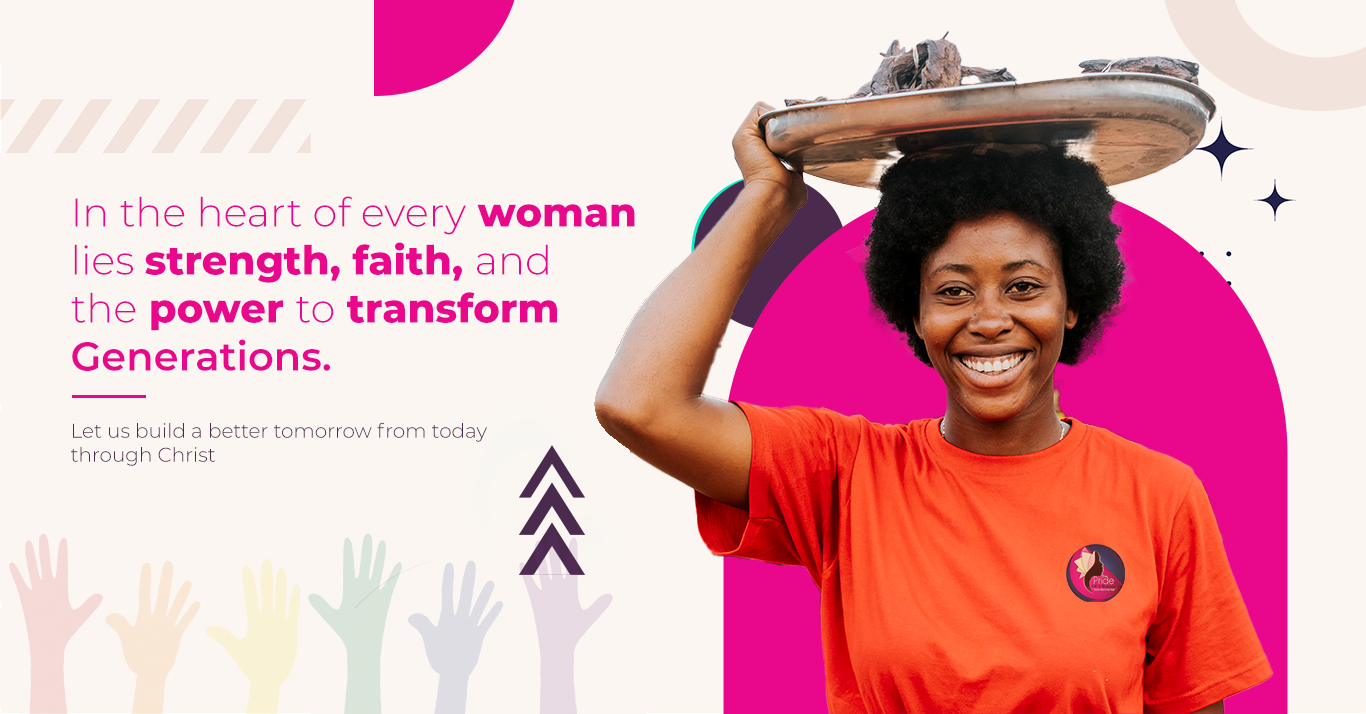 In the heart of every woman
lies strength, faith, and
the power to transform
Generations.
Let us build a better tomorrow from today
through Christ
Pride